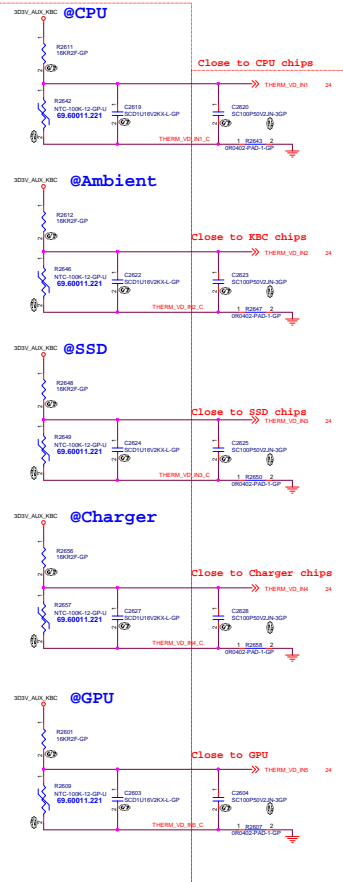 3D3V_AUX_KBC @CPU
R2611
16KR2F-GP
Close to CPU chips
THERM_VD_IN1 24
R2642
NTC-100K-12-GP-U
69.60011.221
C2619
SCD1U16V2KX-L-GP
C2620
SC100P50V2JN-3GP
THERM_VD_IN1_C
1 R2643 2
0R0402-PAD-1-GP
3D3V_AUX_KBC @Ambient
R2612
16KR2F-GP
Close to KBC chips
THERM_VD_IN2 24
R2646
NTC-100K-12-GP-U
69.60011.221
C2622
SCD1U16V2KX-L-GP
C2623
SC100P50V2JN-3GP
THERM_VD_IN2_C
1 R2647 2
0R0402-PAD-1-GP
3D3V_AUX_KBC @SSD
R2648
16KR2F-GP
Close to SSD chips
THERM_VD_IN3 24
R2649
NTC-100K-12-GP-U
69.60011.221
C2624
SCD1U16V2KX-L-GP
C2625
SC100P50V2JN-3GP
THERM_VD_IN3_C
1 R2650 2
0R0402-PAD-1-GP
3D3V_AUX_KBC @Charger
R2656
16KR2F-GP
Close to Charger chips
THERM_VD_IN4 24
R2657
NTC-100K-12-GP-U
69.60011.221
C2627
SCD1U16V2KX-L-GP
C2628
SC100P50V2JN-3GP
THERM_VD_IN4_C
1 R2658 2
0R0402-PAD-1-GP
3D3V_AUX_KBC @GPU
R2601
16KR2F-GP
Close to GPU
THERM_VD_IN5 24
R2609
NTC-100K-12-GP-U
69.60011.221
C2603
SCD1U16V2KX-L-GP
C2604
SC100P50V2JN-3GP
THERM_VD_IN5_C
1 R2607 2
0R0402-PAD-1-GP